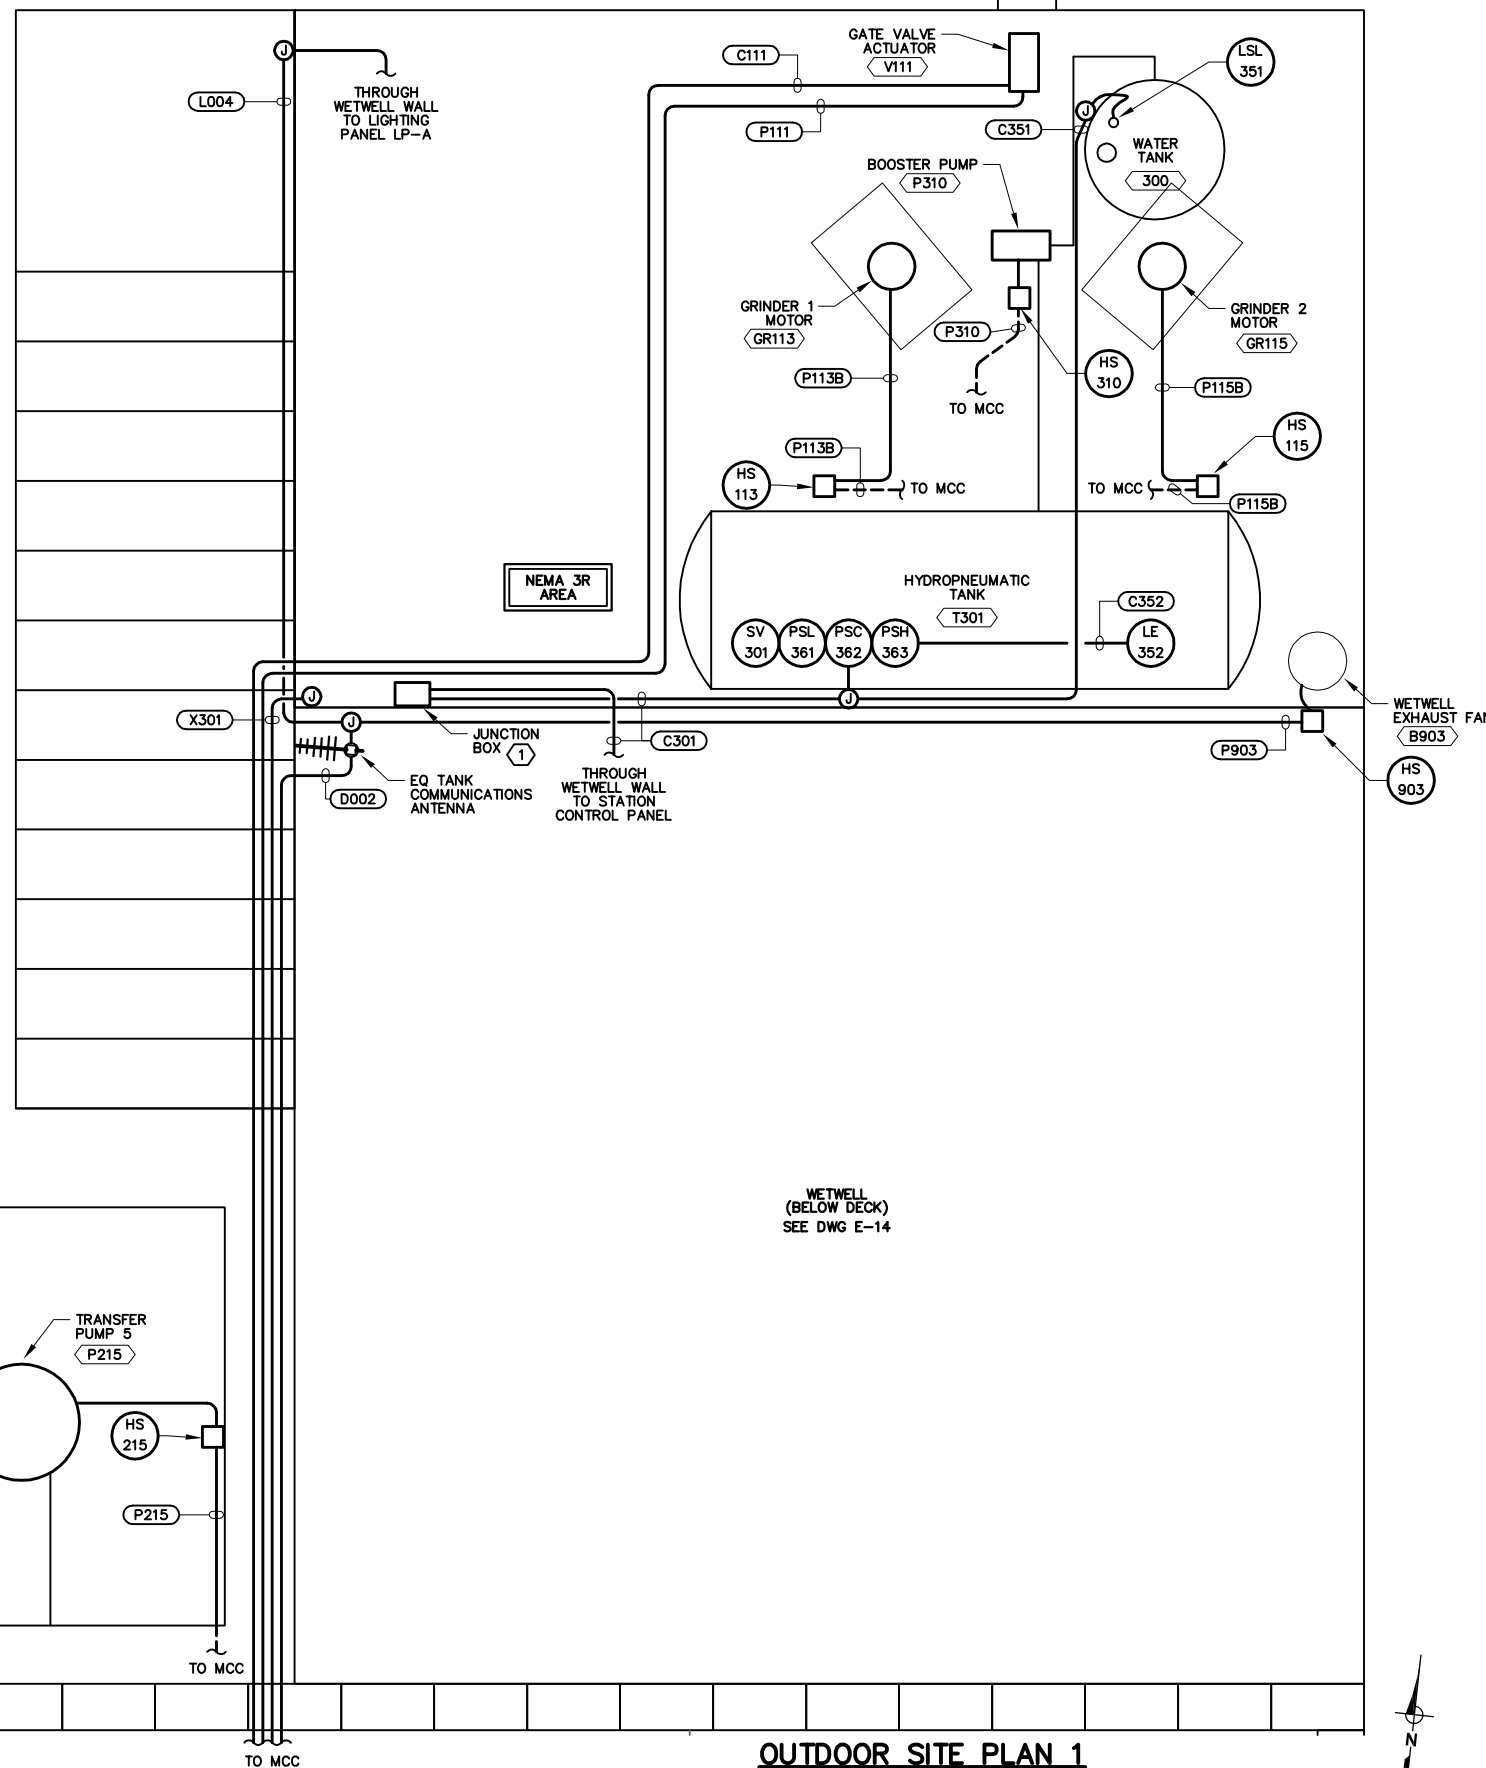 GATE VALVE
ACTUATOR
V111
C111
LSL
351
J
L004
THROUGH
WETWELL WALL
TO LIGHTING
PANEL LP-A
P111
C351
J
WATER
TANK
300
BOOSTER PUMP
P310
GRINDER 1
MOTOR
GR113
P310
GRINDER 2
MOTOR
GR115
HS
310
P113B
P115B
TO MCC
P113B
HS
115
HS
113
TO MCC
TO MCC
P115B
NEMA 3R
AREA
HYDROPNEUMATIC
TANK
T301
C352
SV
301
PSL
361
PSC
362
PSH
363
LE
352
J
J
X301
J
JUNCTION
BOX
1
C301
WETWELL
EXHAUST FAN
B903
P903
HS
903
EQ TANK
COMMUNICATIONS
ANTENNA
D002
THROUGH
WETWELL WALL
TO STATION
CONTROL PANEL
WETWELL
(BELOW DECK)
SEE DWG E-14
TRANSFER
PUMP 5
P215
HS
215
P215
TO MCC
TO MCC
OUTDOOR SITE PLAN 1
N